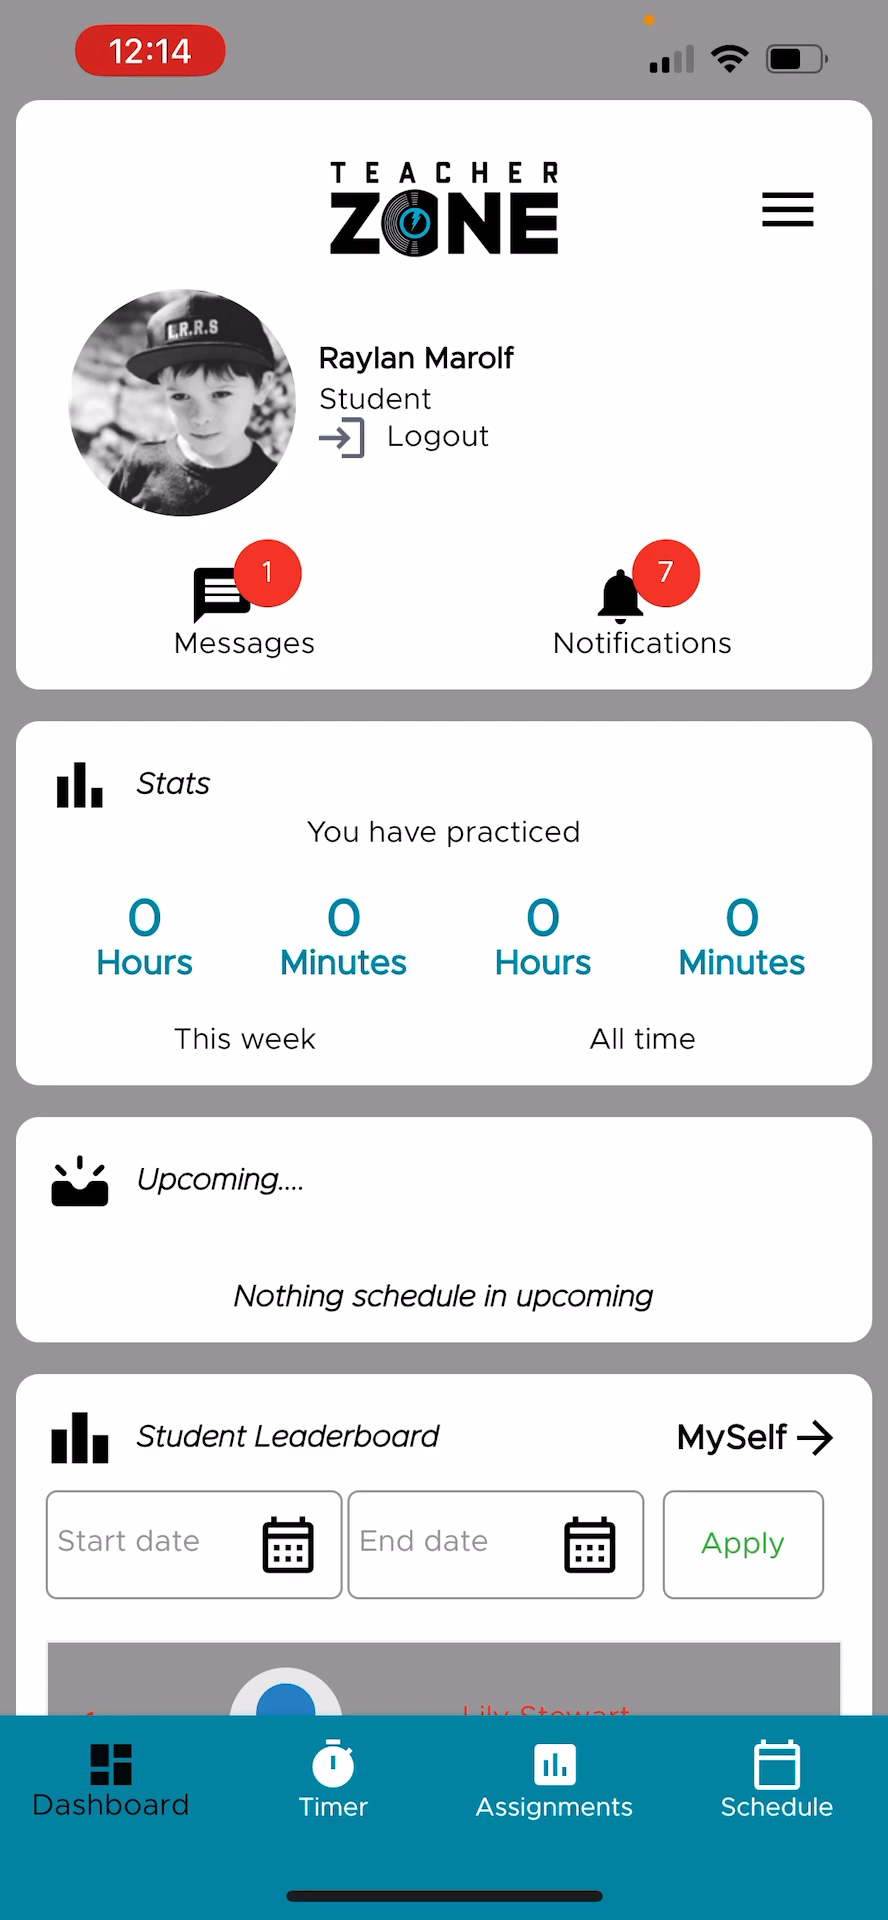 12:14
TEACHER
ZONE
L.R.R.S
Raylan Marolf
Student
Logout
1
7
Messages
Notifications
Stats
You have practiced
0 0 0 0
Hours Minutes Hours Minutes
This week All time
Upcoming....
Nothing schedule in upcoming
Student Leaderboard
MySelf
Start date
End date
Apply
Lily Stewart
Dashboard
Timer
Assignments
Schedule